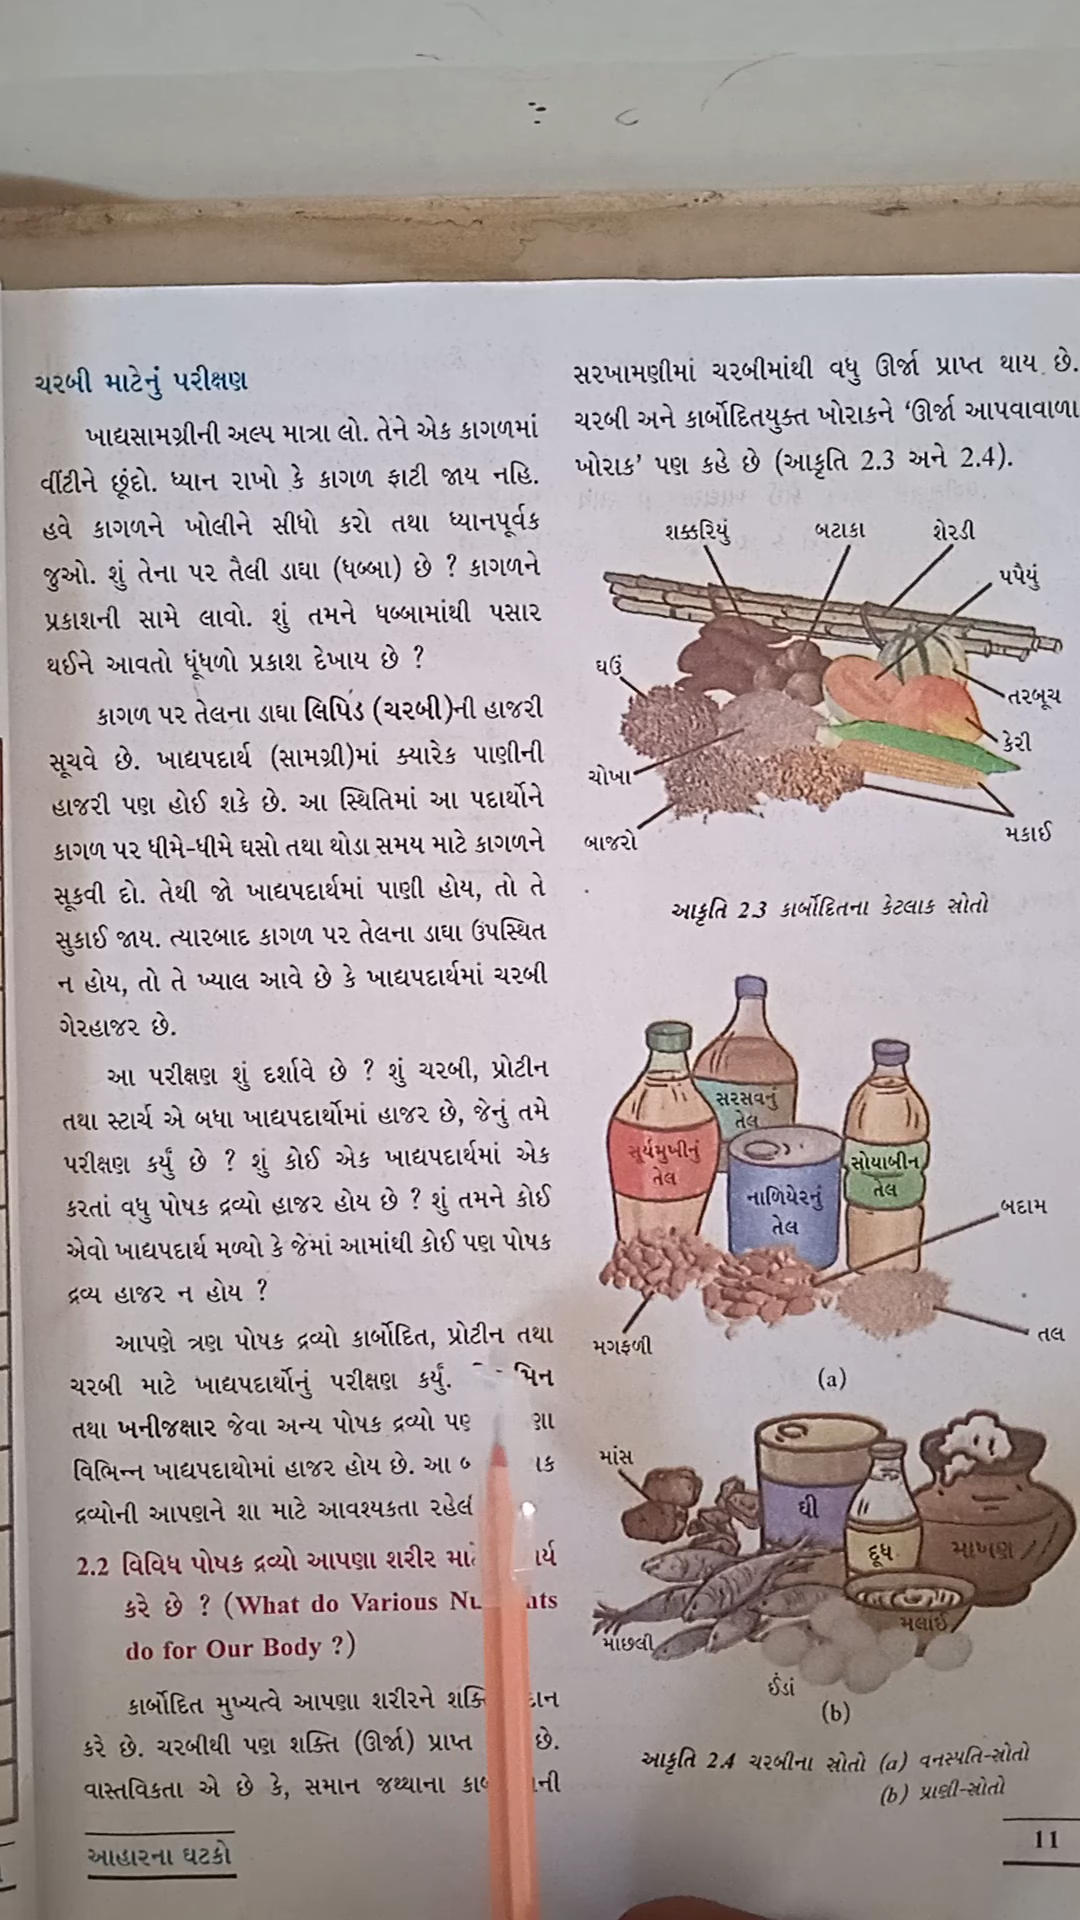 ચરબી માટેનું પરીક્ષણ
ખાદ્યસામગ્રીની અલ્પ માત્રા લો. તેને એક કાગળમાં
વીંટીને છૂંદો. ધ્યાન રાખો કે કાગળ ફાટી જાય નહિ.
હવે કાગળને ખોલીને સીધો કરો તથા ધ્યાનપૂર્વક
જુઓ. શું તેના પર તૈલી ડાઘા (ધબ્બા) છે ? કાગળને
પ્રકાશની સામે લાવો. શું તમને ધબ્બામાંથી પસાર
થઈને આવતો ધૂંધળો પ્રકાશ દેખાય છે ?
કાગળ પર તેલના ડાઘા લિપિડ (ચરબી)ની હાજરી
સૂચવે છે. ખાદ્યપદાર્થ (સામગ્રી)માં ક્યારેક પાણીની
હાજરી પણ હોઈ શકે છે. આ સ્થિતિમાં આ પદાર્થોને
કાગળ પર ધીમે-ધીમે ઘસો તથા થોડા સમય માટે કાગળને
સૂકવી દો. તેથી જો ખાદ્યપદાર્થમાં પાણી હોય, તો તે
સુકાઈ જાય. ત્યારબાદ કાગળ પર તેલના ડાઘા ઉપસ્થિત
ન હોય, તો તે ખ્યાલ આવે છે કે ખાદ્યપદાર્થમાં ચરબી
ગેરહાજર છે.
આ પરીક્ષણ શું દર્શાવે છે ? શું ચરબી, પ્રોટીન
તથા સ્ટાર્ચ એ બધા ખાદ્યપદાર્થોમાં હાજર છે, જેનું તમે
પરીક્ષણ કર્યું છે ? શું કોઈ એક ખાદ્યપદાર્થમાં એક
કરતાં વધુ પોષક દ્રવ્યો હાજર હોય છે ? શું તમને કોઈ
એવો ખાદ્યપદાર્થ મળ્યો કે જેમાં આમાંથી કોઈ પણ પોષક
દ્રવ્ય હાજર ન હોય ?
આપણે ત્રણ પોષક દ્રવ્યો કાર્બોદિત, પ્રોટીન તથા
ચરબી માટે ખાદ્યપદાર્થોનું પરીક્ષણ કર્યું.
તથા ખનીજક્ષાર જેવા અન્ય પોષક દ્રવ્યો
વિભિન્ન ખાદ્યપદાથોમાં હાજર હોય છે. આ
દ્રવ્યોની આપણને શા માટે આવશ્યકતા
2.2 વિવિધ પોષક દ્રવ્યો આપણા શરીર
કરે છે ? (What do Various
do for Our Body ?)
કાર્બોદિત મુખ્યત્વે આપણા શરીરને
કરે છે. ચરબીથી પણ શક્તિ (ઊર્જા) પ્રાપ્ત છે.
વાસ્તવિકતા એ છે કે, સમાન જથ્થાના
આહારના ઘટકો
સરખામણીમાં ચરબીમાંથી વધુ ઊર્જા પ્રાપ્ત થાય છે.
ચરબી અને કાર્બોદિતયુક્ત ખોરાકને ‘ઊર્જા આપવાવાળા
ખોરાક’ પણ કહે છે (આકૃતિ 2.3 અને 2.4).
શક્કરિયું
બટાકા
શેરડી
પપૈયું
ઘઉં
તરબૂચ
કેરી
ચોખા
બાજરો
મકાઈ
આકૃતિ 2.3 કાર્બોદિતના કેટલાક સ્રોતો
સરસવનું
તેલ
સૂર્યમુખીનું
તેલ
સોયાબીન
તેલ
નાળિયેરનું
તેલ
બદામ
મગફળી
તલ
(a)
માંસ
ઘી
દૂધ
માખણ
મલાઈ
માછલી
ઈંડાં
(b)
આકૃતિ 2.4 ચરબીના સ્રોતો (a) વનસ્પતિ-સ્રોતો
(b) પ્રાણી-સ્રોતો
11